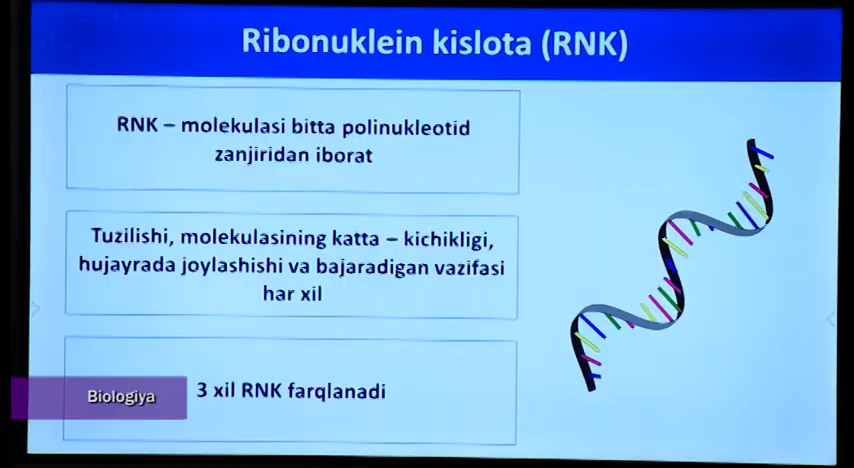 Ribonuklein kislota (RNK)
RNK – molekulasi bitta polinukleotid
zanjiridan iborat
Tuzilishi, molekulasining katta – kichikligi,
hujayrada joylashishi va bajaradigan vazifasi
har xil
3 xil RNK farqlanadi
Biologiya